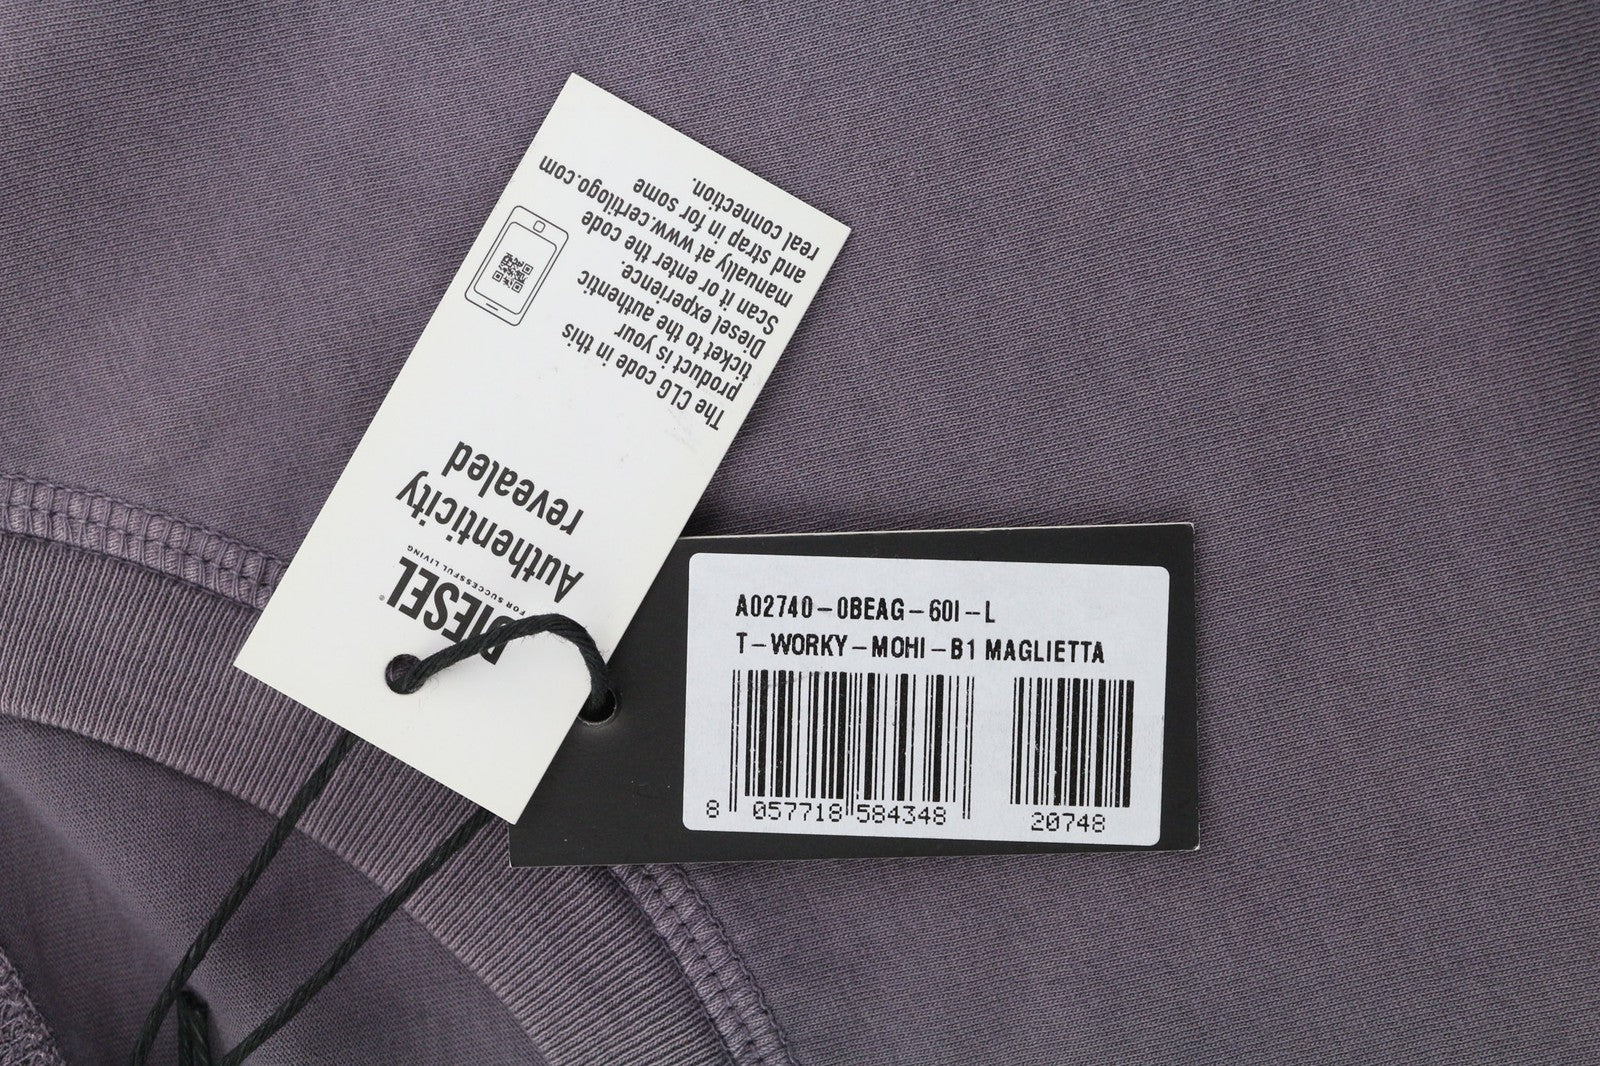 DIESEL®
FOR SUCCESSFUL LIVING
Authenticity
revealed
The CLG code in this
product is your
ticket to the authentic
Diesel experience.
Scan it or enter the code
manually at www.certilogo.com
and strap in for some
real connection.
A02740-0BEAG-60I-L
T-WORKY-MOHI-B1 MAGLIETTA
8 057718 584348
20748